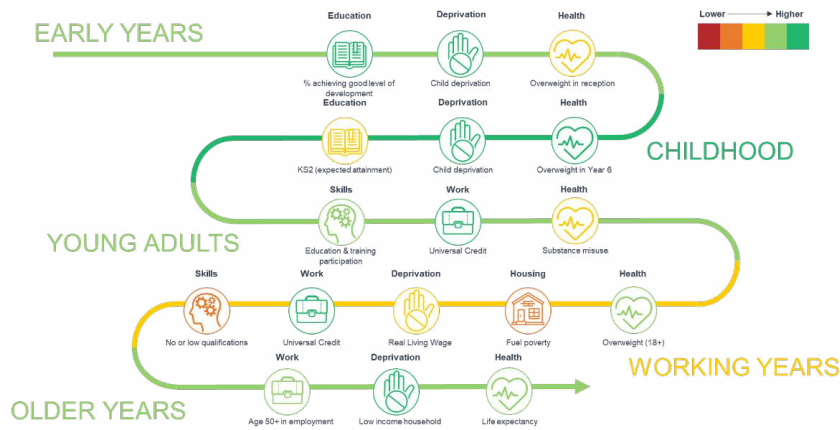 Lower Higher
EARLY YEARS
Education Deprivation Health
% achieving good level of
development
Child deprivation
Overweight in reception
Education Deprivation Health
CHILDHOOD
KS2 (expected attainment) Child deprivation Overweight in Year 6
Skills Work Health
YOUNG ADULTS
Education & training
participation
Universal Credit
Substance misuse
Skills Work Deprivation Housing Health
No or low qualifications Universal Credit Real Living Wage Fuel poverty Overweight (18+)
WORKING YEARS
Work Deprivation Health
OLDER YEARS
Age 50+ in employment Low income household Life expectancy